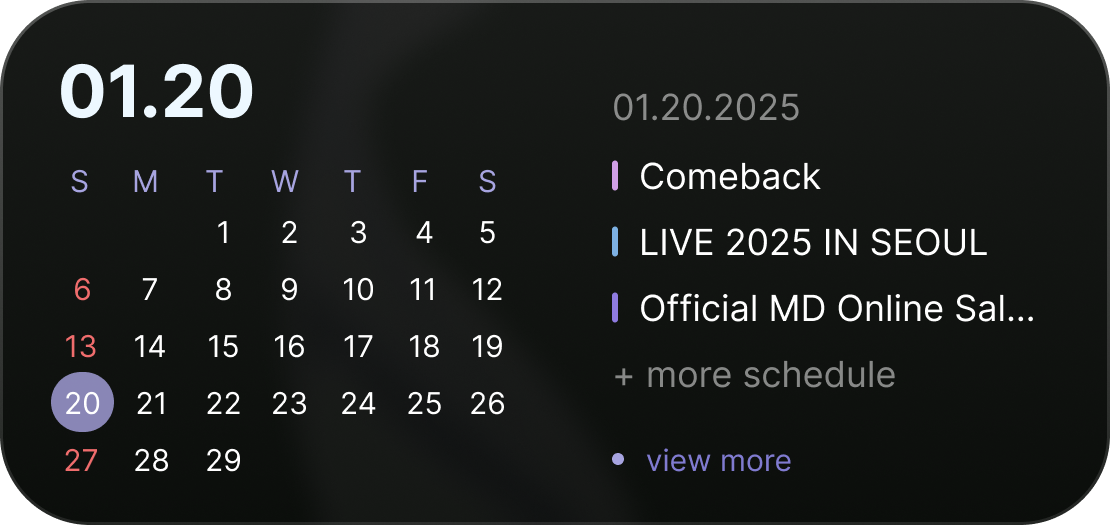 01.20
S M T W T F S
1 2 3 4 5
6 7 8 9 10 11 12
13 14 15 16 17 18 19
20 21 22 23 24 25 26
27 28 29
01.20.2025
Comeback
LIVE 2025 IN SEOUL
Official MD Online Sal...
+ more schedule
view more